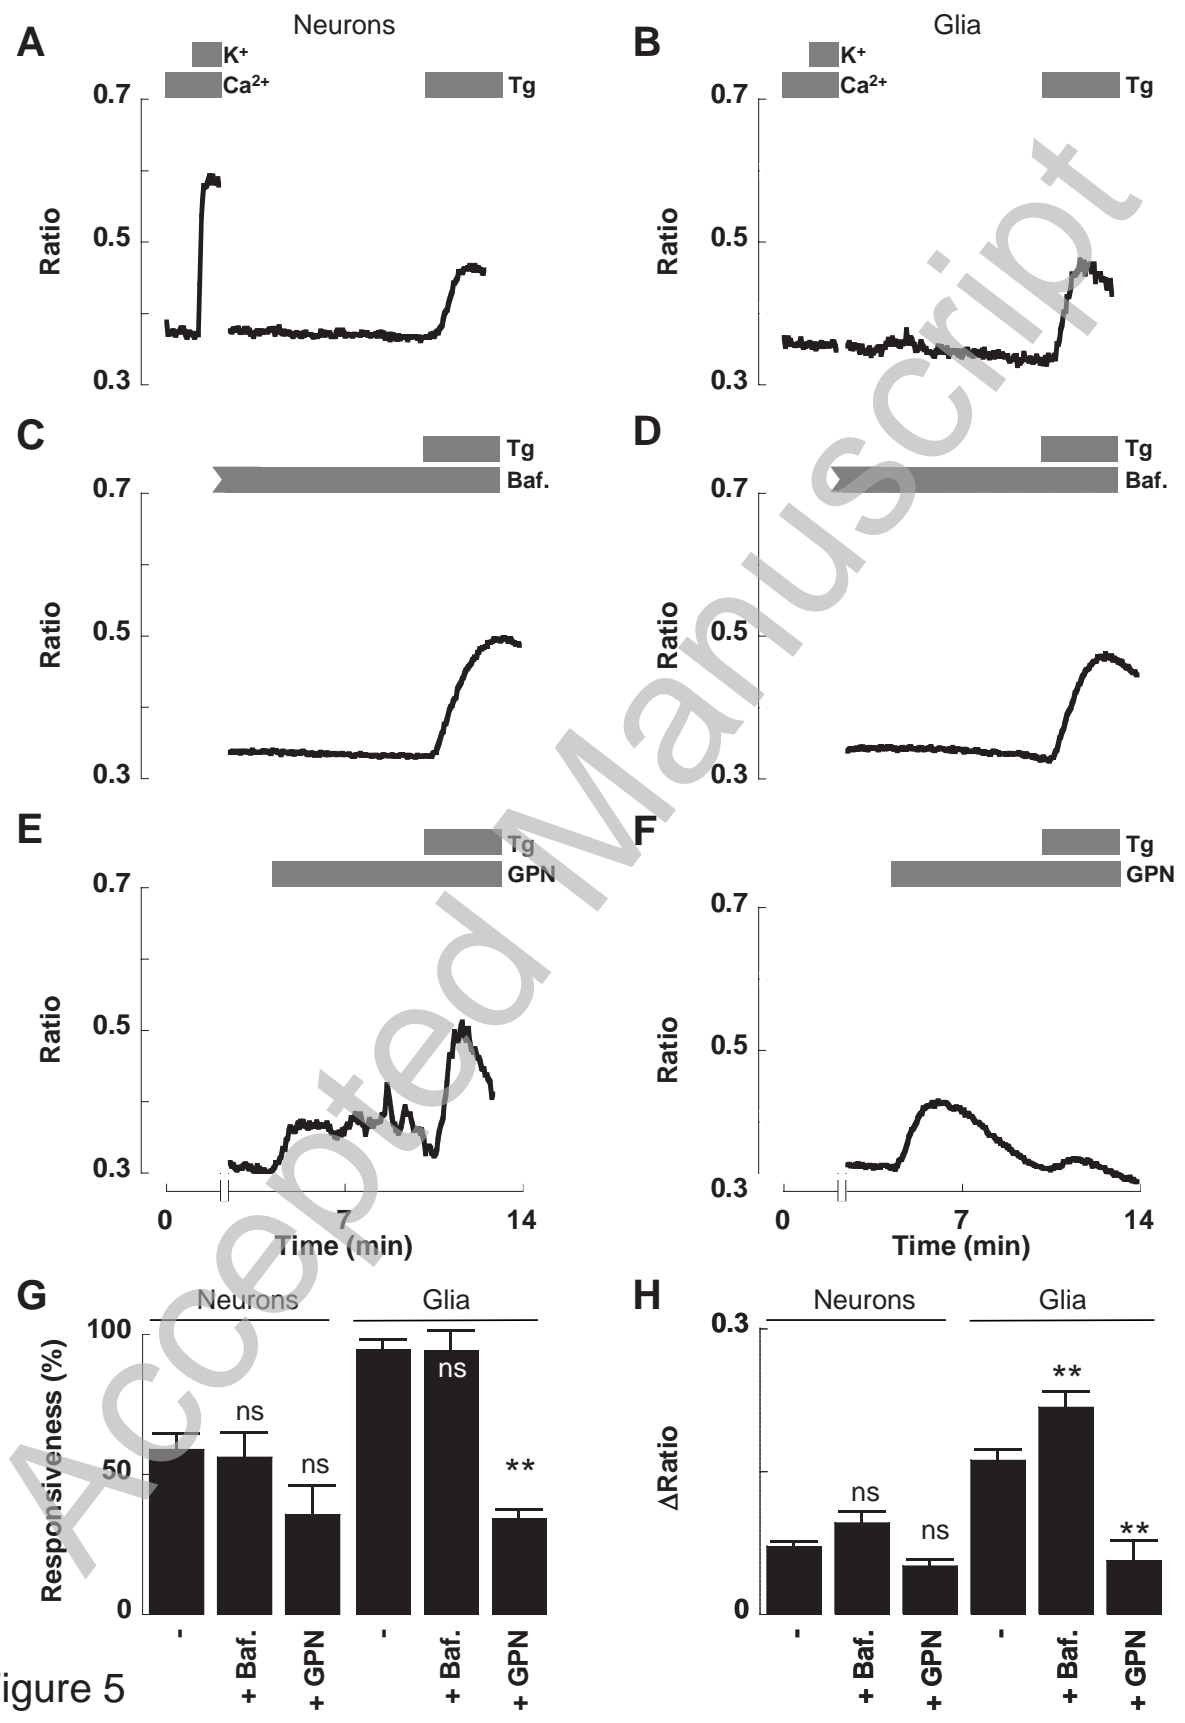 Neurons
Glia
A
K+
Ca2+
Tg
0.7
0.5
0.3
Ratio
B
K+
Ca2+
Tg
0.7
0.5
0.3
Ratio
C
Tg
Baf.
0.7
0.5
0.3
Ratio
D
Tg
Baf.
0.7
0.5
0.3
Ratio
E
Tg
GPN
0.7
0.5
0.3
Ratio
0 7 14
Time (min)
F
Tg
GPN
0.7
0.5
0.3
Ratio
0 7 14
Time (min)
G
Neurons
Glia
100
50
0
Responsiveness (%)
ns
ns
ns
**
-
+ Baf.
+ GPN
-
+ Baf.
+ GPN
H
Neurons
Glia
0.3
0
ΔRatio
ns
ns
**
**
-
+ Baf.
+ GPN
-
+ Baf.
+ GPN
igure 5
Accepted Manuscript